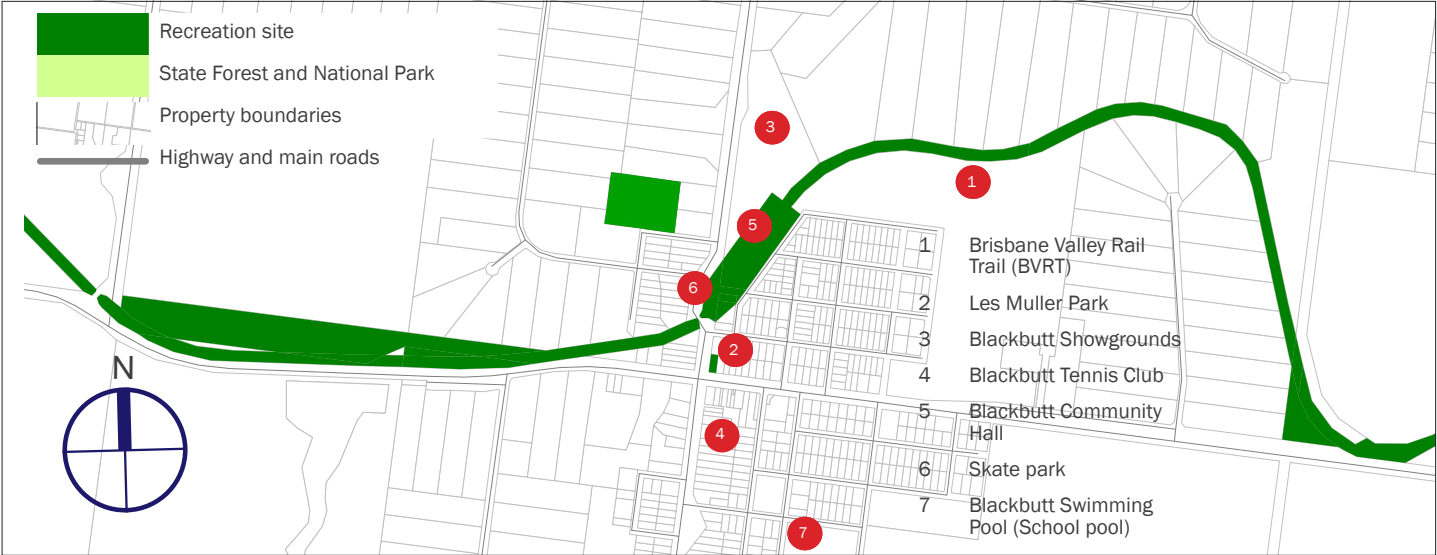 Recreation site
State Forest and National Park
Property boundaries
Highway and main roads
3
1
5
6
2
4
7
N
1 Brisbane Valley Rail
Trail (BVRT)
2 Les Muller Park
3 Blackbutt Showgrounds
4 Blackbutt Tennis Club
5 Blackbutt Community
Hall
6 Skate park
7 Blackbutt Swimming
Pool (School pool)